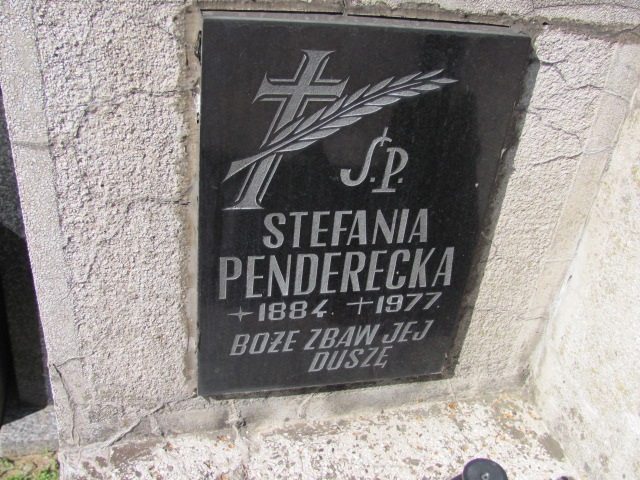 Ś.P.
STEFANIA
PENDERECKA
1884. +1977.
BOŻE ZBAW JEJ
DUSZĘ